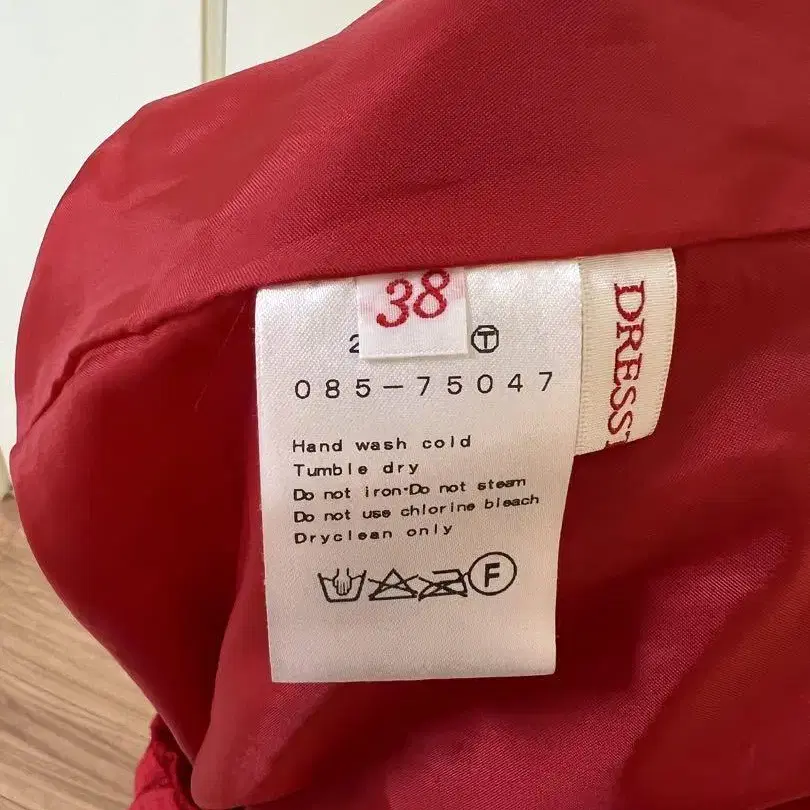 38
2 Ⓣ
085-75047
Hand wash cold
Tumble dry
Do not iron·Do not steam
Do not use chlorine bleach
Dryclean only
F
DRESS